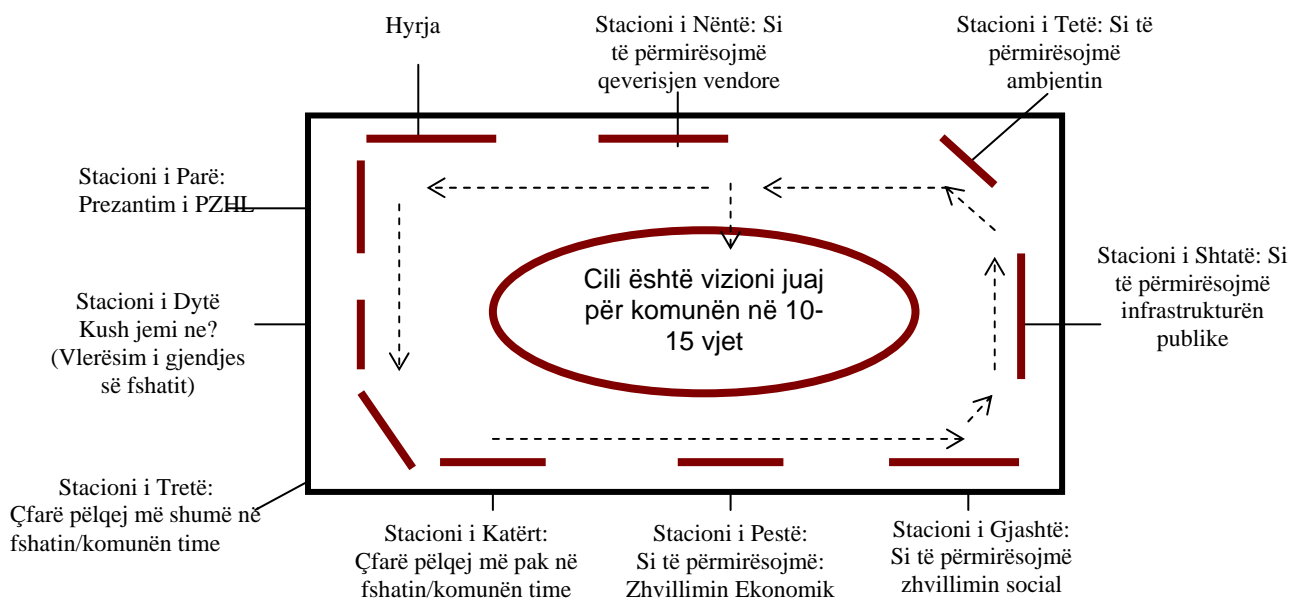 Hyrja
Stacioni i Nëntë: Si
të përmirësojmë
qeverisjen vendore
Stacioni i Tetë: Si të
përmirësojmë
ambjentin
Stacioni i Parë:
Prezantim i PZHL
Stacioni i Dytë
Kush jemi ne?
(Vlerësim i gjendjes
së fshatit)
Cili është vizioni juaj
për komunën në 10-
15 vjet
Stacioni i Shtatë: Si
të përmirësojmë
infrastrukturën
publike
Stacioni i Tretë:
Çfarë pëlqej më shumë në
fshatin/komunën time
Stacioni i Katërt:
Çfarë pëlqej më pak në
fshatin/komunën time
Stacioni i Pestë:
Si të përmirësojmë:
Zhvillimin Ekonomik
Stacioni i Gjashtë:
Si të përmirësojmë
zhvillimin social